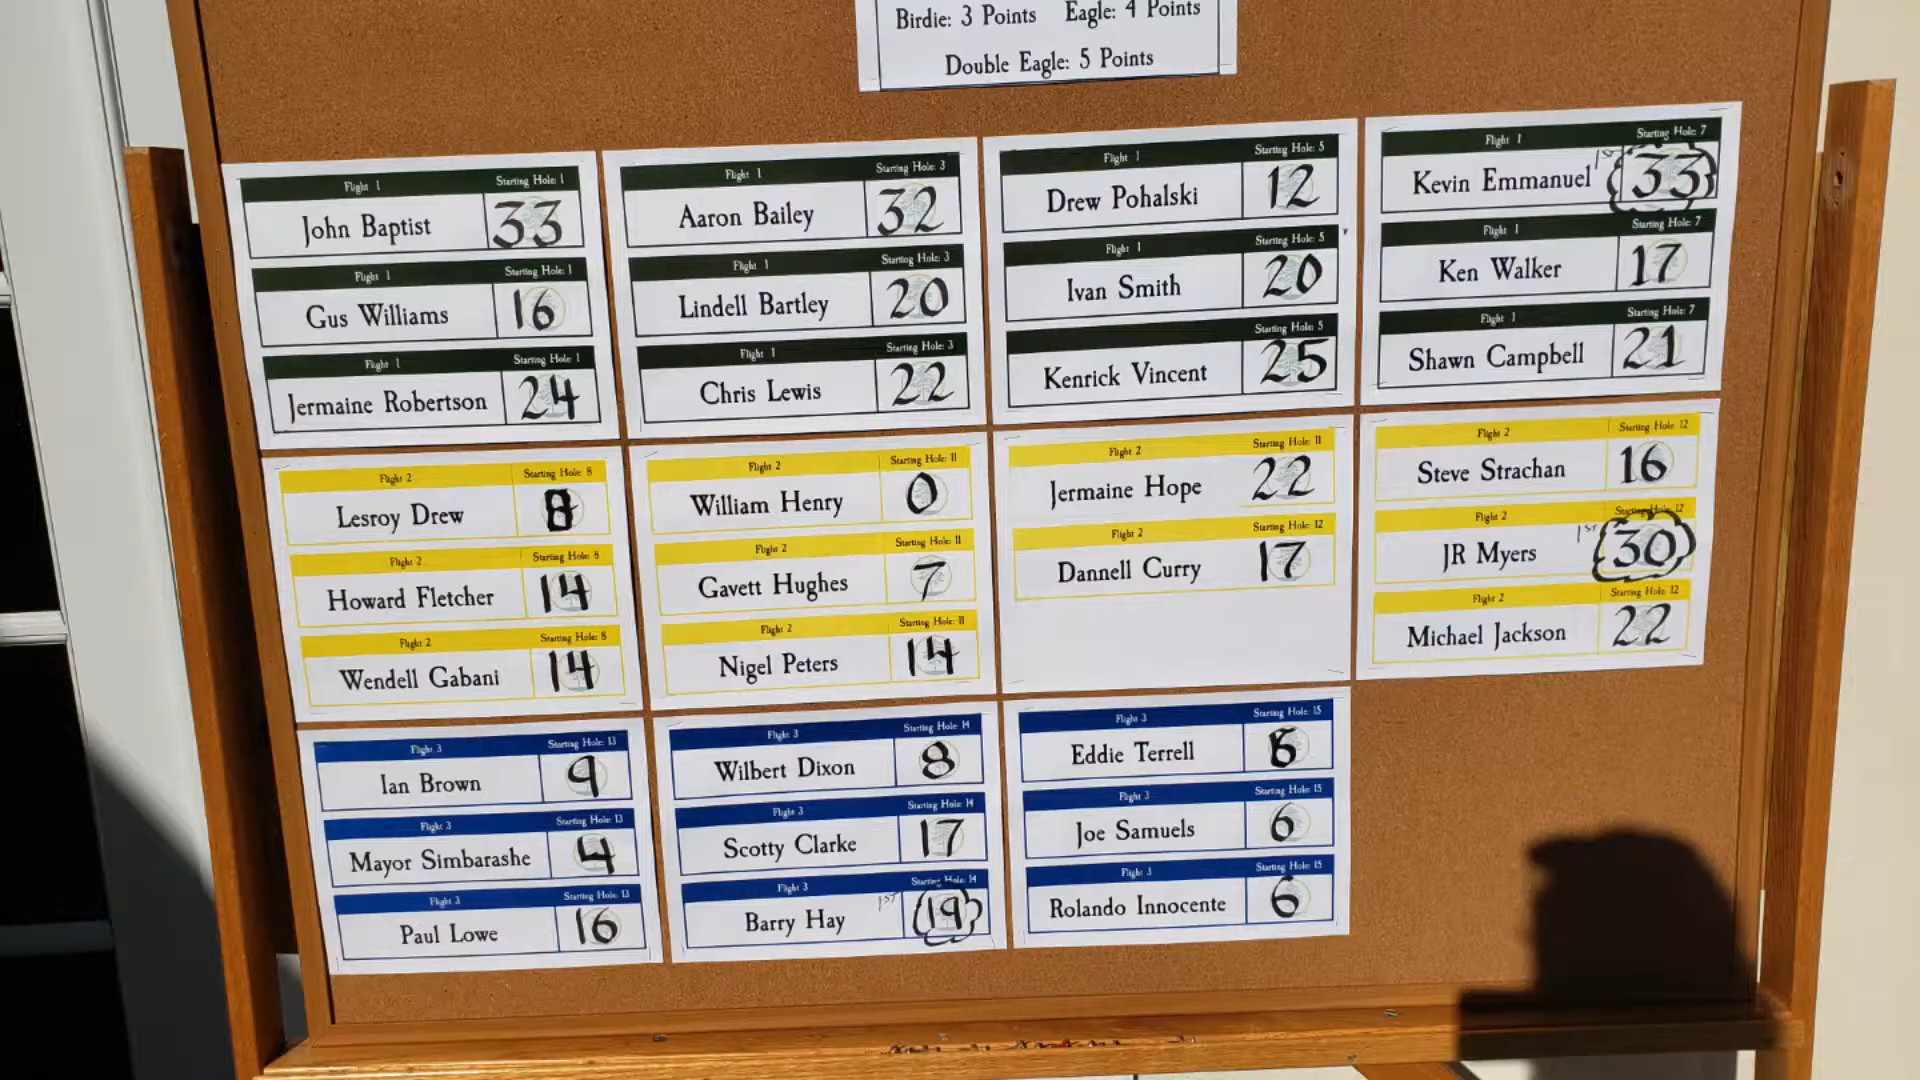 Birdie: 3 Points Eagle: 4 Points
Double Eagle: 5 Points
Flight 1 Starting Hole: 1
John Baptist 33
Flight 1 Starting Hole: 1
Gus Williams 16
Flight 1 Starting Hole: 1
Jermaine Robertson 24
Flight 1 Starting Hole: 3
Aaron Bailey 32
Flight 1 Starting Hole: 3
Lindell Bartley 20
Flight 1 Starting Hole: 3
Chris Lewis 22
Flight 1 Starting Hole: 5
Drew Pohalski 12
Flight 1 Starting Hole: 5
Ivan Smith 20
Starting Hole: 5
Kenrick Vincent 25
Flight 1 Starting Hole: 7
Kevin Emmanuel 1ST 33
Flight 1 Starting Hole: 7
Ken Walker 17
Flight 1 Starting Hole: 7
Shawn Campbell 21
Flight 2 Starting Hole: 8
Lesroy Drew 8
Flight 2 Starting Hole: 8
Howard Fletcher 14
Flight 2 Starting Hole: 8
Wendell Gabani 14
Flight 2 Starting Hole: 11
William Henry 0
Flight 2 Starting Hole: 11
Gavett Hughes 7
Flight 2 Starting Hole: 11
Nigel Peters 14
Flight 2 Starting Hole: 11
Jermaine Hope 22
Flight 2 Starting Hole: 12
Dannell Curry 17
Flight 2 Starting Hole: 12
Steve Strachan 16
Flight 2 Starting Hole: 12
JR Myers 1ST 30
Flight 2 Starting Hole: 12
Michael Jackson 22
Flight 3 Starting Hole: 13
Ian Brown 9
Flight 3 Starting Hole: 13
Mayor Simbarashe 4
Flight 3 Starting Hole: 13
Paul Lowe 16
Flight 3 Starting Hole: 14
Wilbert Dixon 8
Flight 3 Starting Hole: 14
Scotty Clarke 17
Flight 3 Starting Hole: 14
Barry Hay 1ST 19
Flight 3 Starting Hole: 15
Eddie Terrell
Flight 3 Starting Hole: 15
Joe Samuels 6
Flight 3 Starting Hole: 15
Rolando Innocente 6